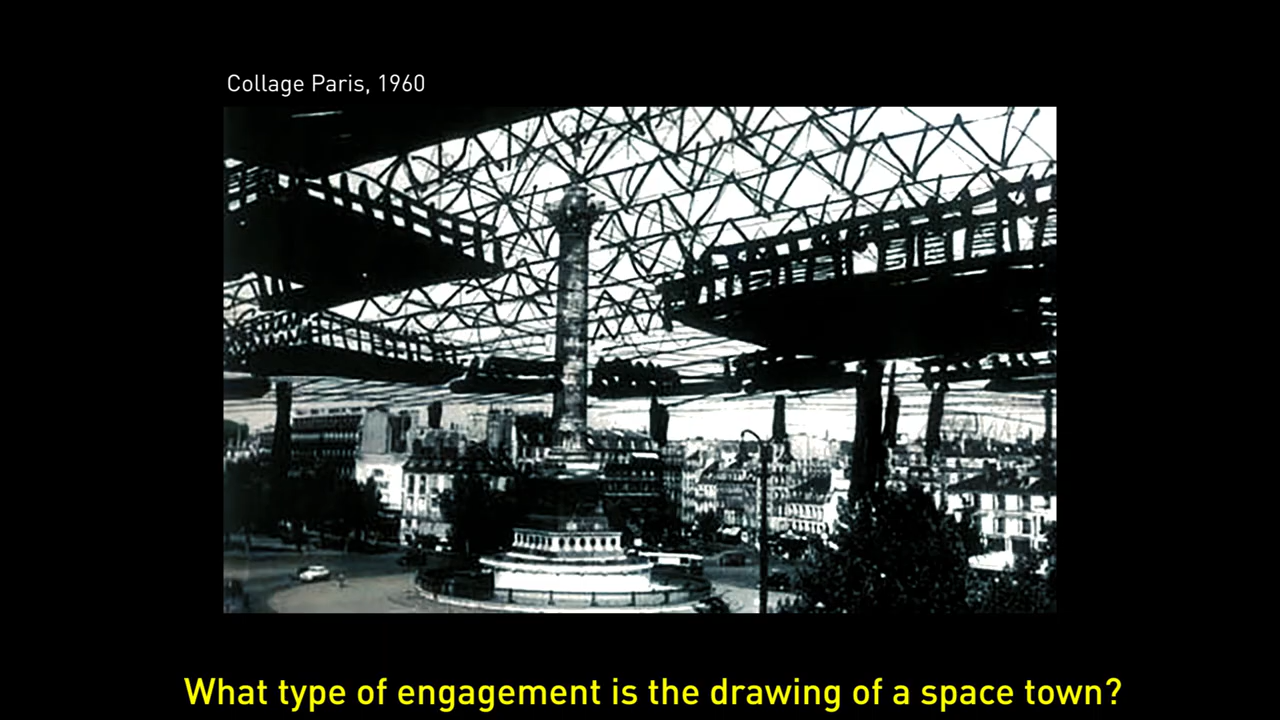 Collage Paris, 1960
What type of engagement is the drawing of a space town?